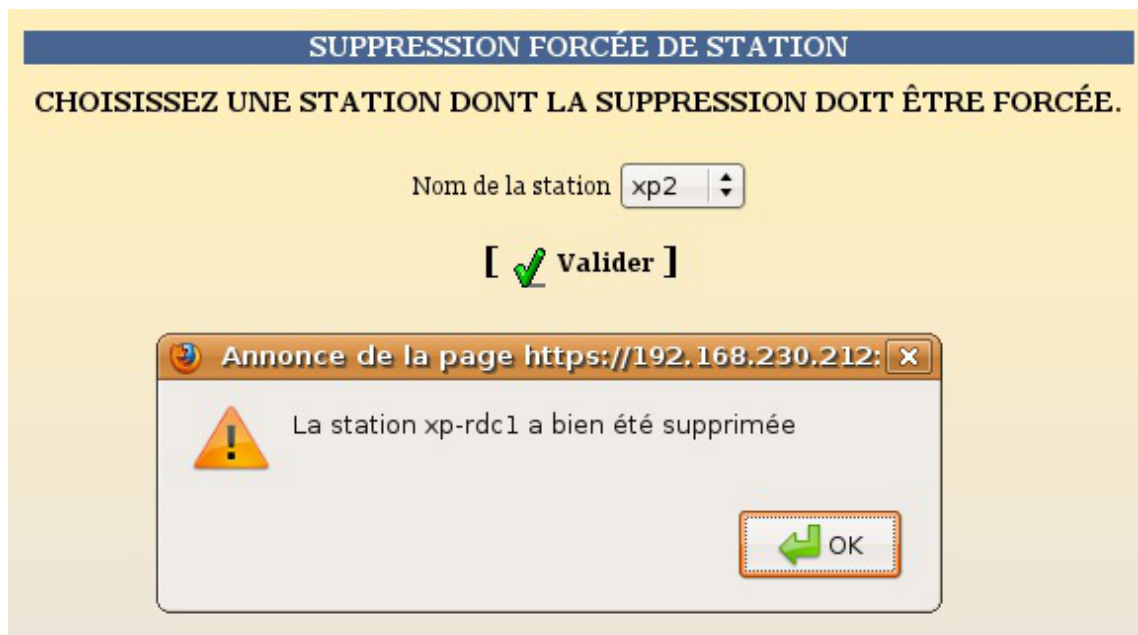 SUPPRESSION FORCÉE DE STATION
CHOISISSEZ UNE STATION DONT LA SUPPRESSION DOIT ÊTRE FORCÉE.
Nom de la station xp2
[ Valider ]
Annonce de la page https://192.168.230.212:
La station xp-rdc1 a bien été supprimée
OK